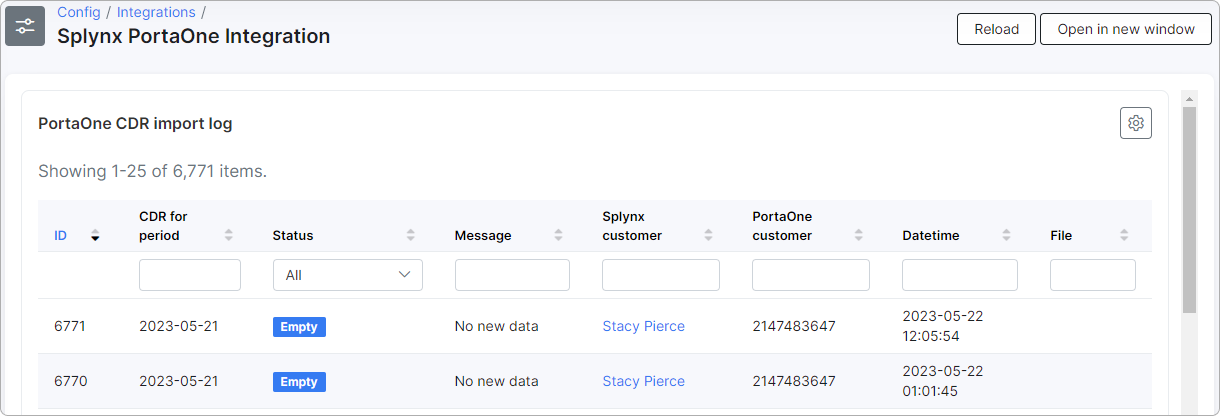 Config / Integrations /
Splynx PortaOne Integration
Reload
Open in new window
PortaOne CDR import log
Showing 1-25 of 6,771 items.
ID
CDR for
period
Status
Message
Splynx
customer
PortaOne
customer
Datetime
File
All
6771
2023-05-21
Empty
No new data
Stacy Pierce
2147483647
2023-05-22
12:05:54
6770
2023-05-21
Empty
No new data
Stacy Pierce
2147483647
2023-05-22
01:01:45